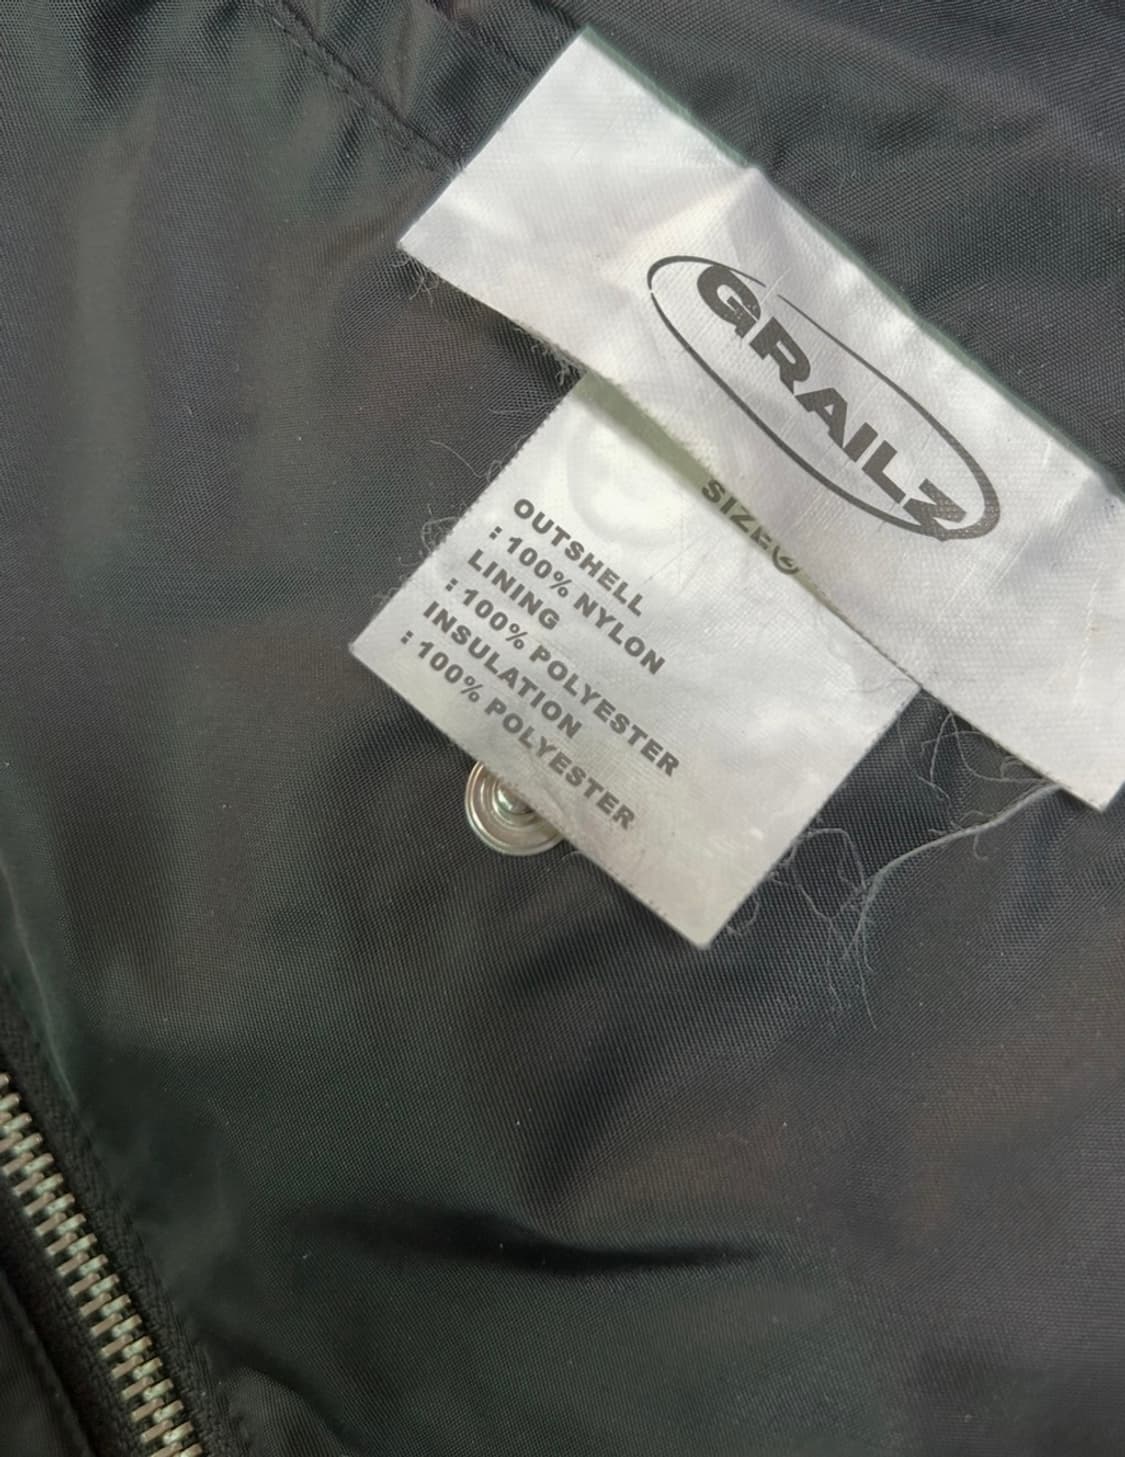 GRAILZ
SIZE
OUTSHELL
: 100% NYLON
LINING
: 100% POLYESTER
INSULATION
: 100% POLYESTER